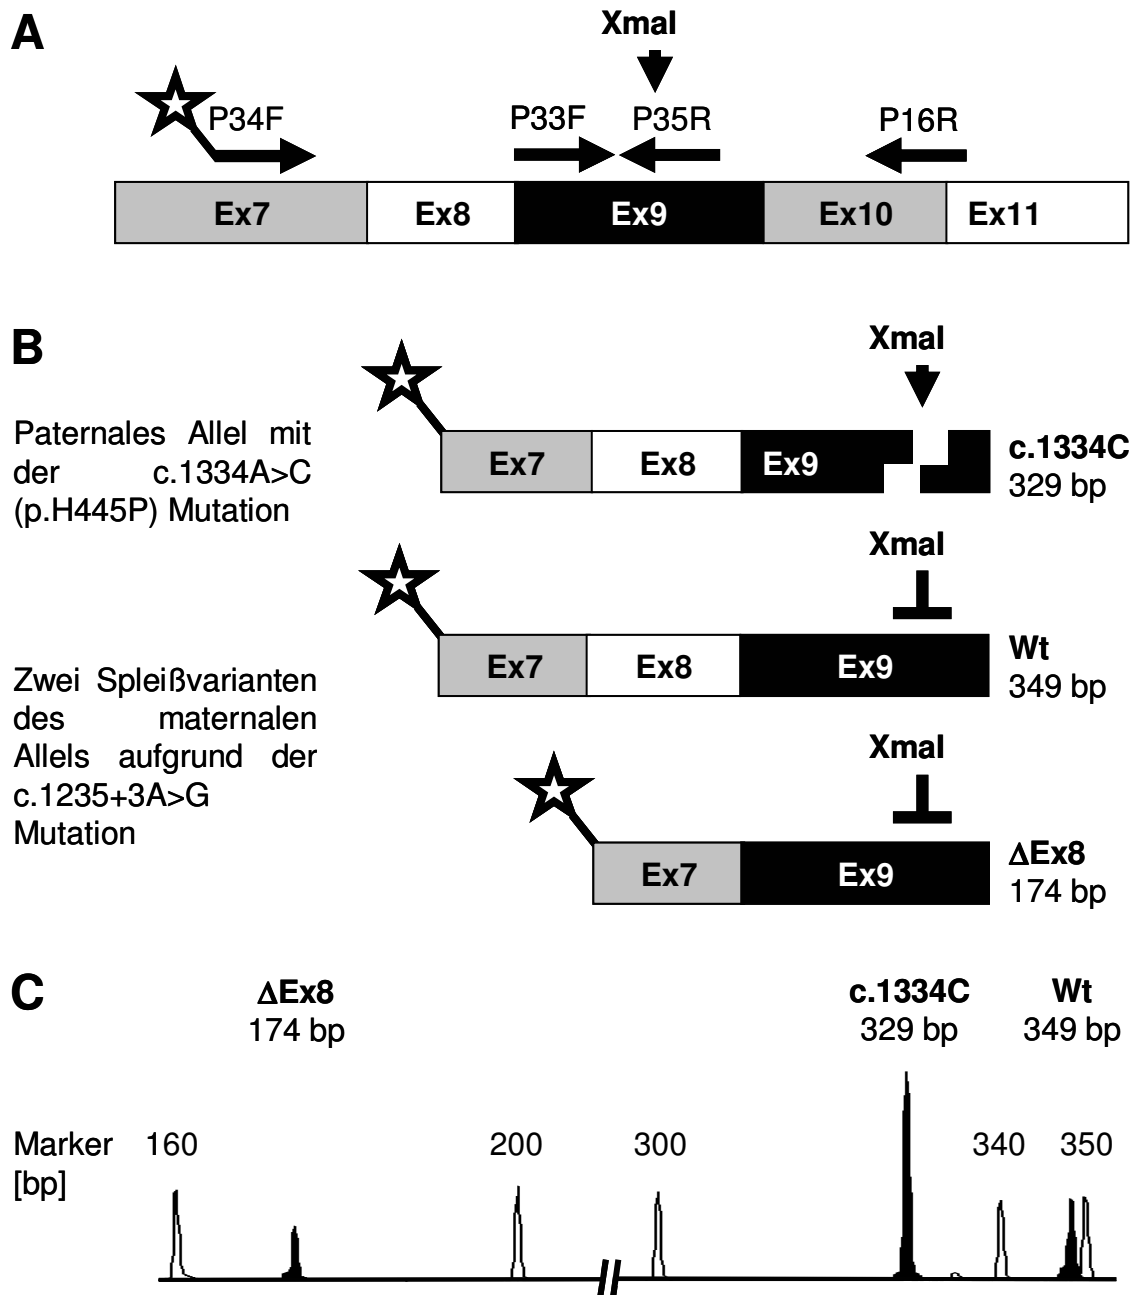 A
XmaI
P34F P33F P35R P16R
Ex7 Ex8 Ex9 Ex10 Ex11
B
XmaI
Paternales Allel mit
der c.1334A>C
(p.H445P) Mutation
Ex7 Ex8 Ex9
c.1334C
329 bp
XmaI
Ex7 Ex8 Ex9
Wt
349 bp
Zwei Spleißvarianten
des maternalen
Allels aufgrund der
c.1235+3A>G
Mutation
XmaI
Ex7 Ex9
ΔEx8
174 bp
C
ΔEx8 c.1334C Wt
174 bp 329 bp 349 bp
Marker 160 200 300 340 350
[bp]